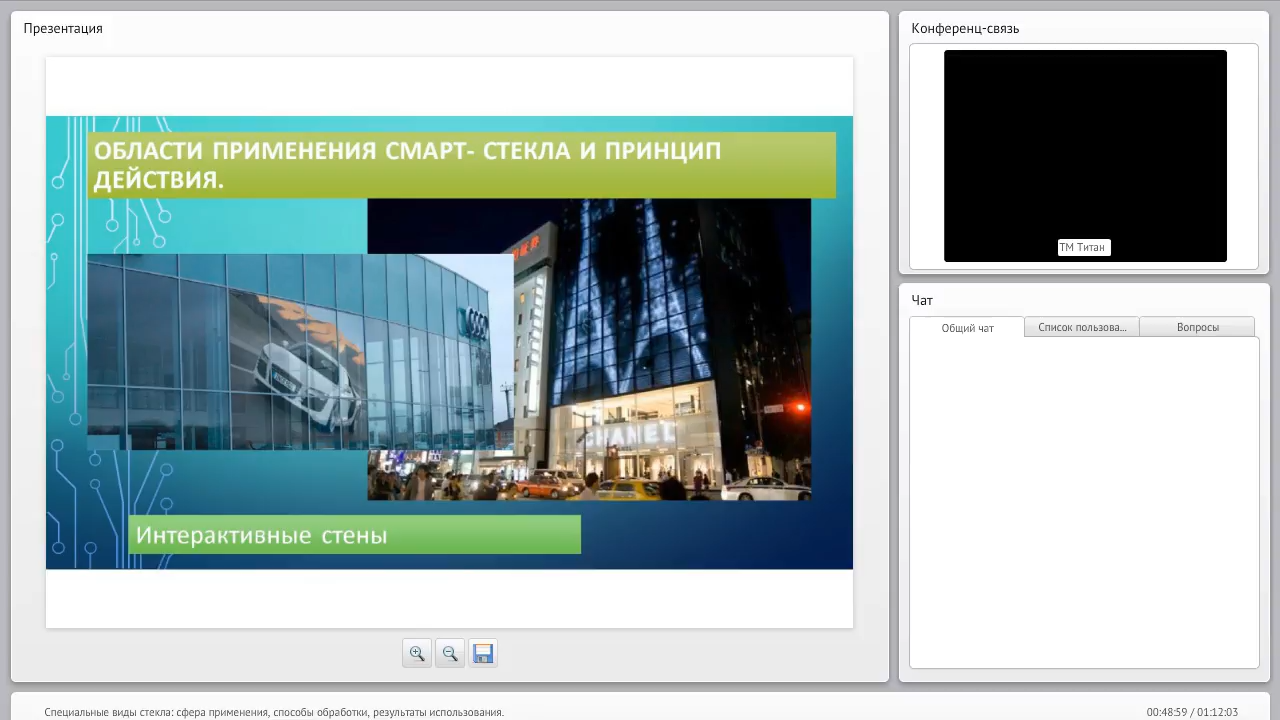 Презентация
ОБЛАСТИ ПРИМЕНЕНИЯ СМАРТ- СТЕКЛА И ПРИНЦИП
ДЕЙСТВИЯ.
CHANEL
Интерактивные стены
Конференц-связь
ТМ Титан
Чат
Общий чат
Список пользова...
Вопросы
Специальные виды стекла: сфера применения, способы обработки, результаты использования.
00:48:59 / 01:12:03